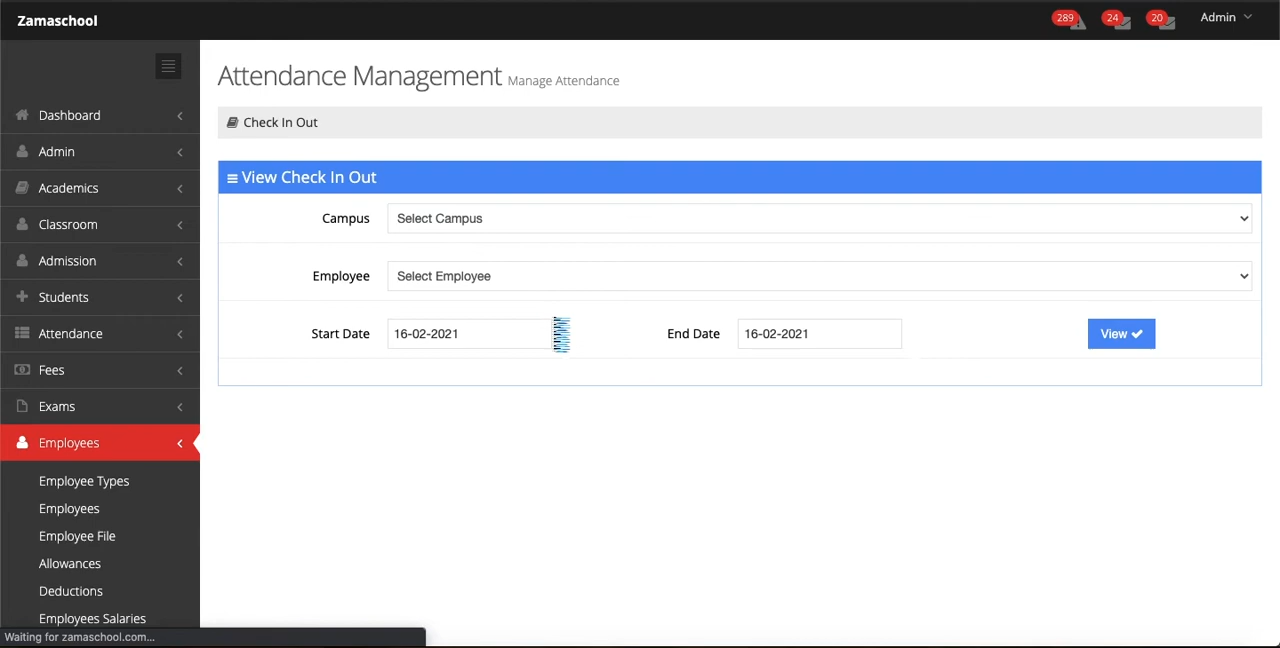 Zamaschool
289
24
20
Admin
Dashboard
Admin
Academics
Classroom
Admission
Students
Attendance
Fees
Exams
Employees
Employee Types
Employees
Employee File
Allowances
Deductions
Employees Salaries
Waiting for zamaschool.com...
Attendance Management Manage Attendance
Check In Out
View Check In Out
Campus Select Campus
Employee Select Employee
Start Date 16-02-2021 End Date 16-02-2021 View